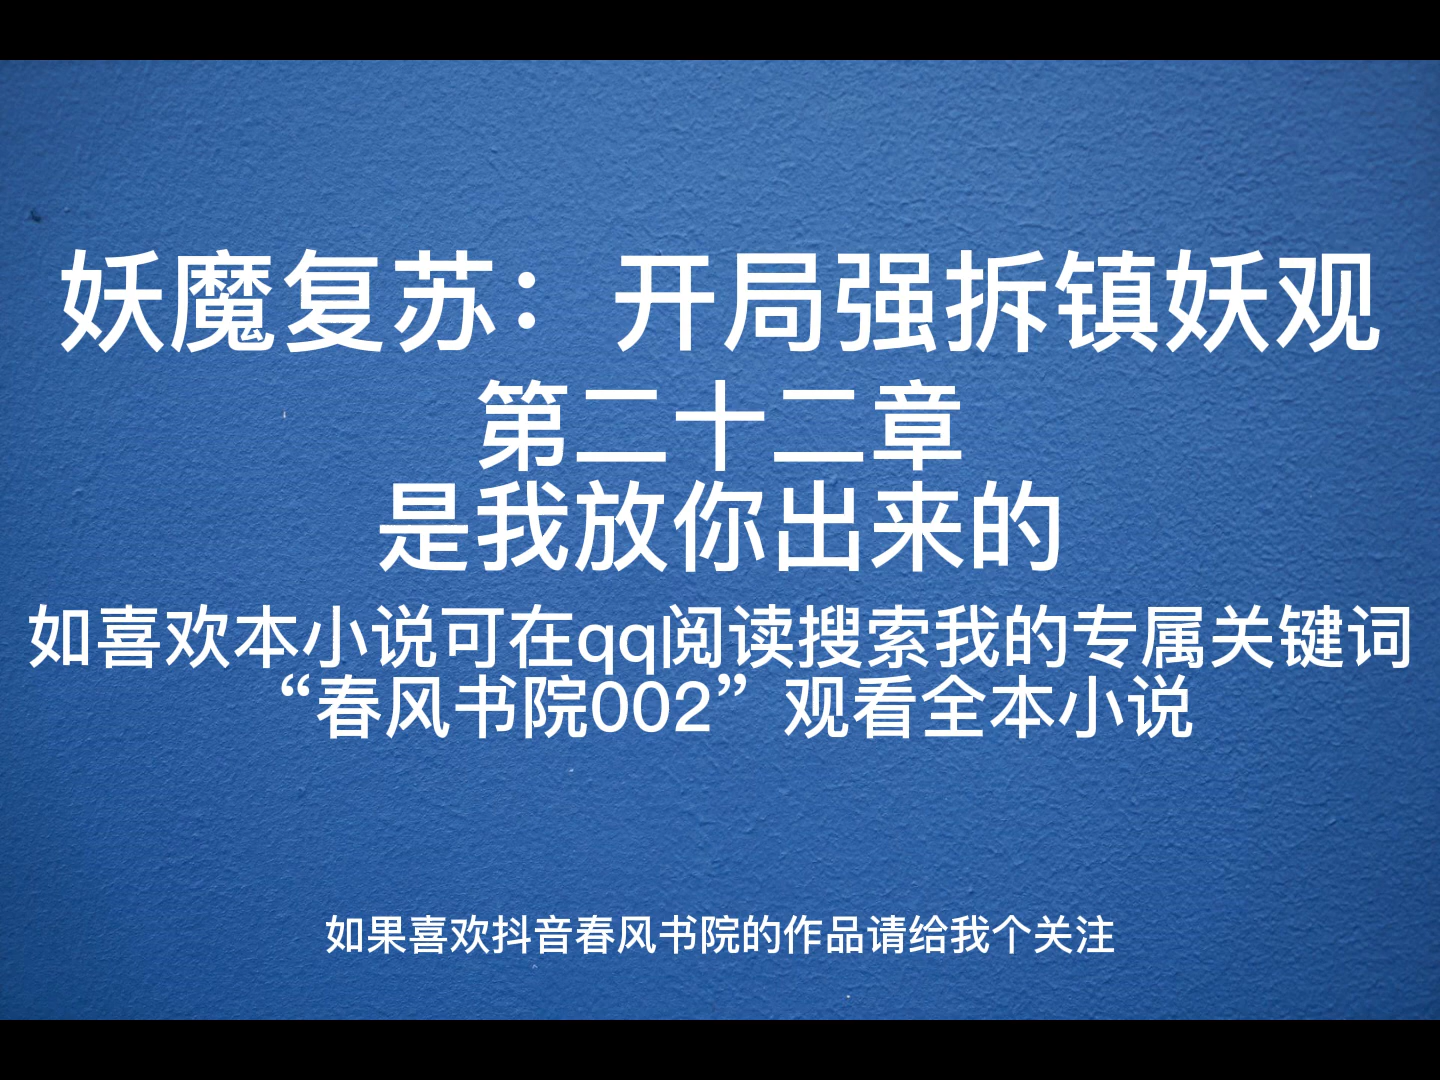 妖魔复苏：开局强拆镇妖观
第二十二章
是我放你出来的
如喜欢本小说可在qq阅读搜索我的专属关键词
“春风书院002”观看全本小说
如果喜欢抖音春风书院的作品请给我个关注